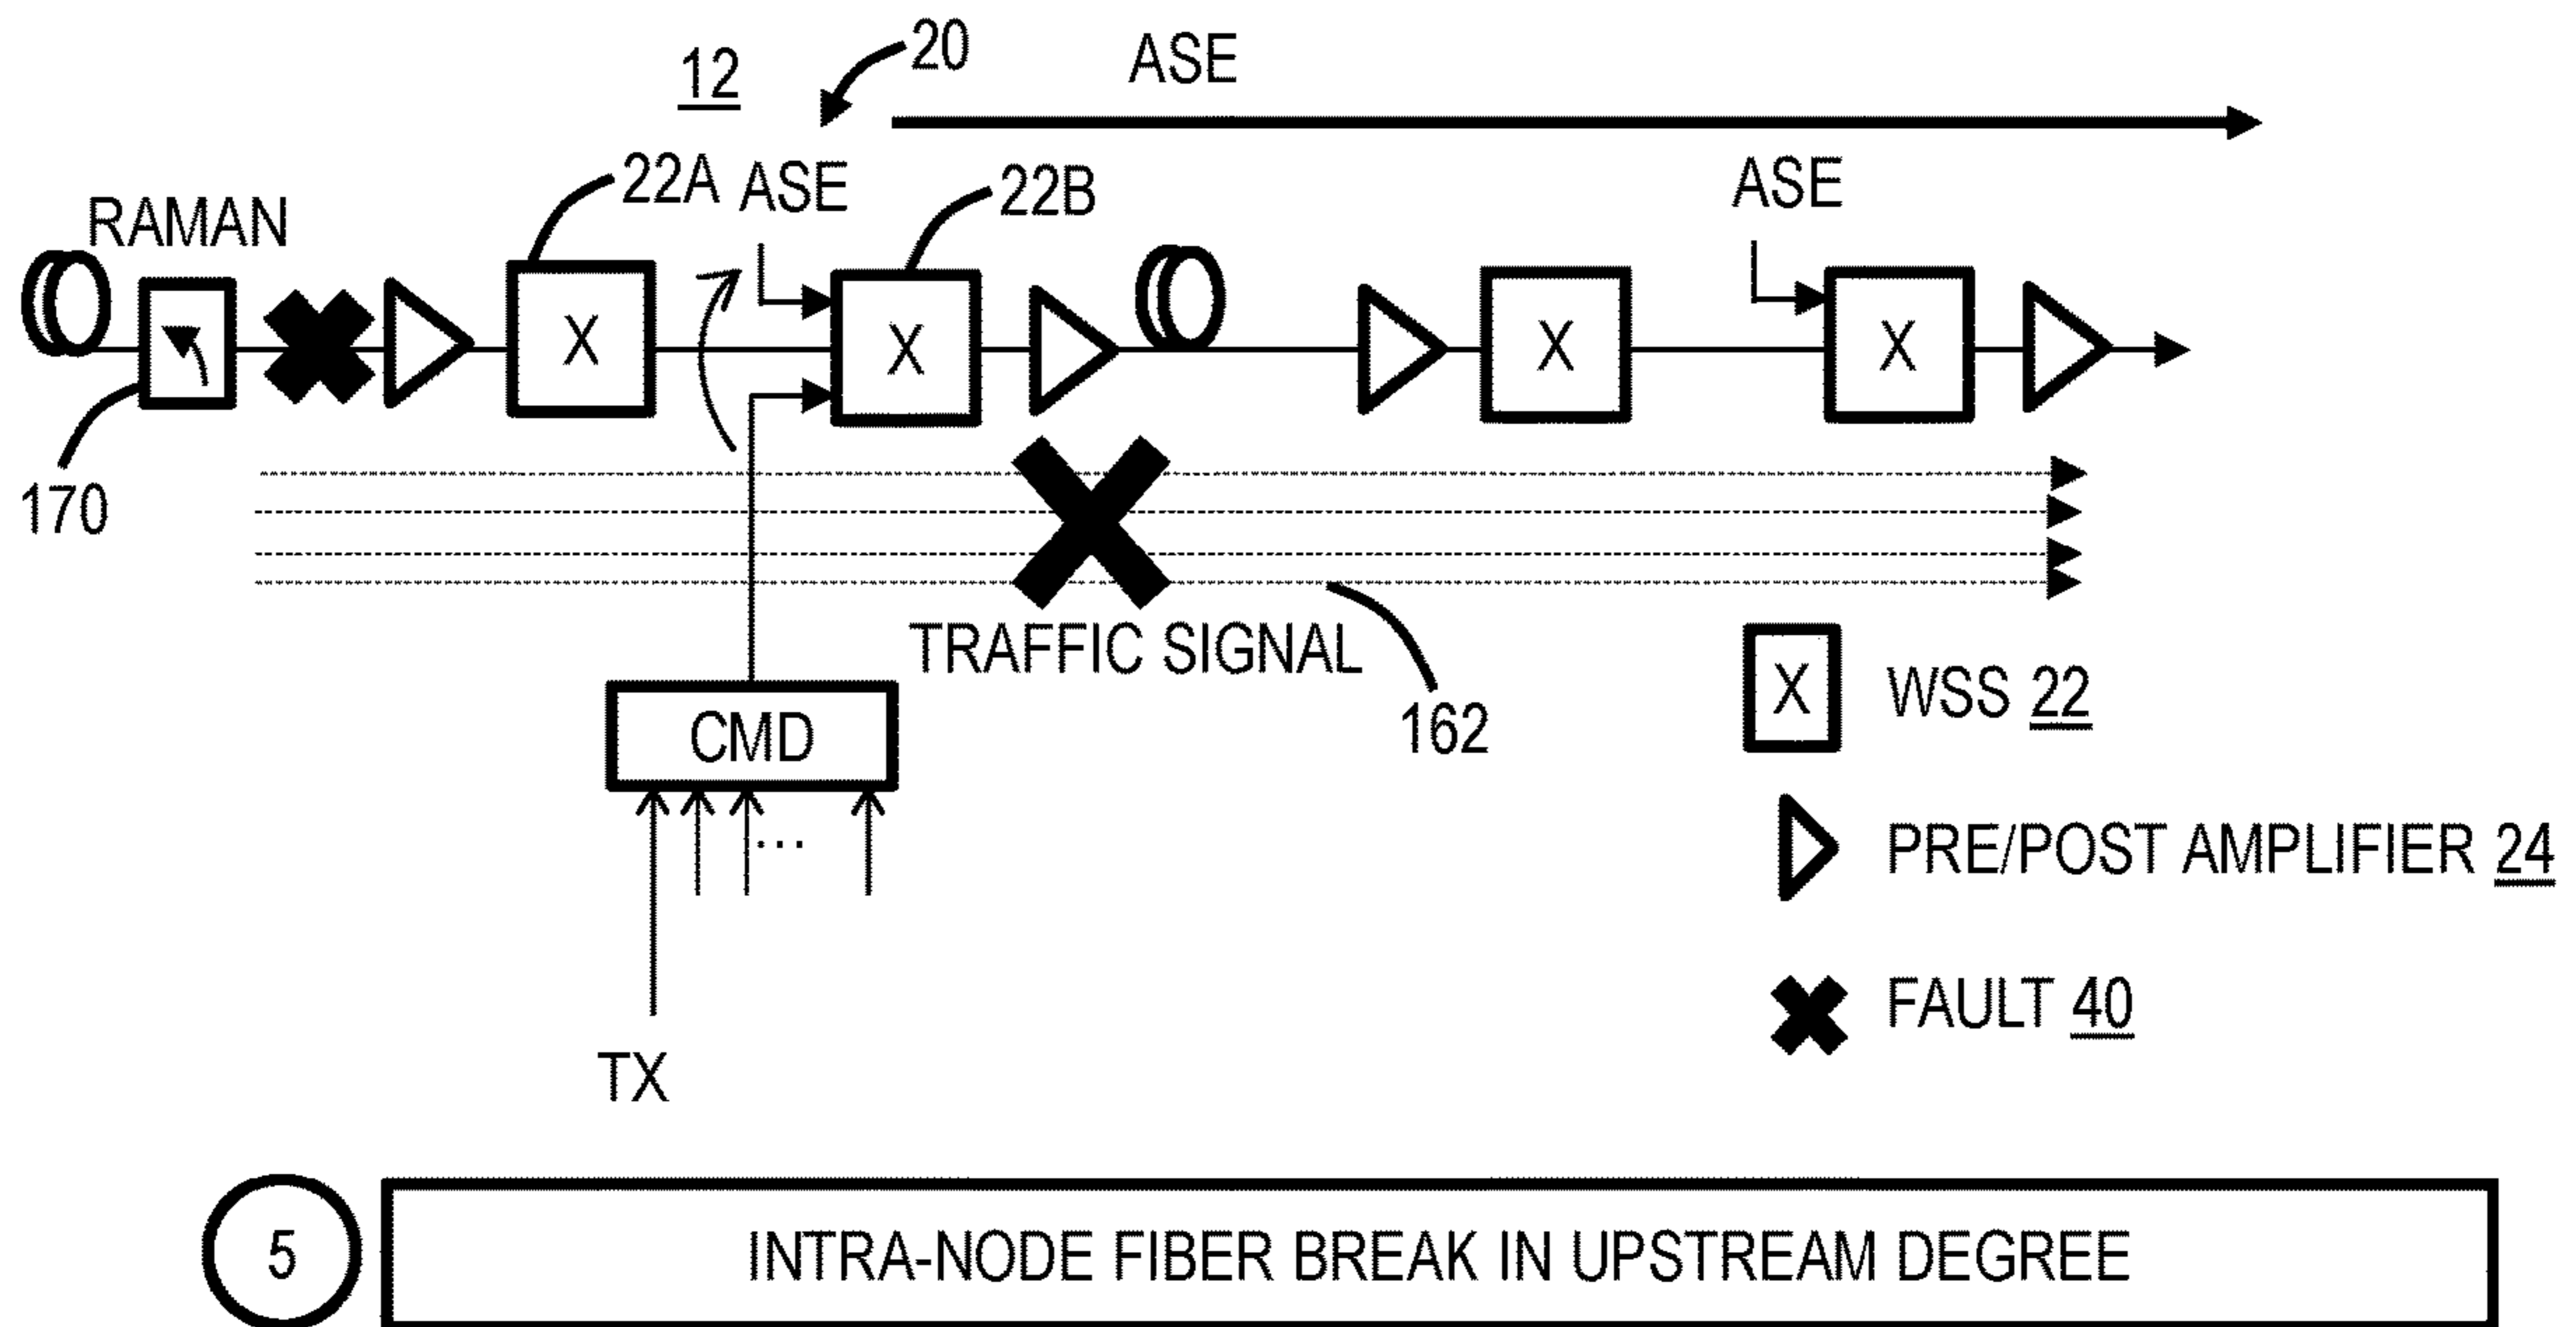 20
ASE
12
22A
ASE
22B
ASE
RAMAN
X
X
X
X
170
TRAFFIC SIGNAL
162
CMD
...
TX
X WSS 22
PRE/POST AMPLIFIER 24
FAULT 40
5 INTRA-NODE FIBER BREAK IN UPSTREAM DEGREE